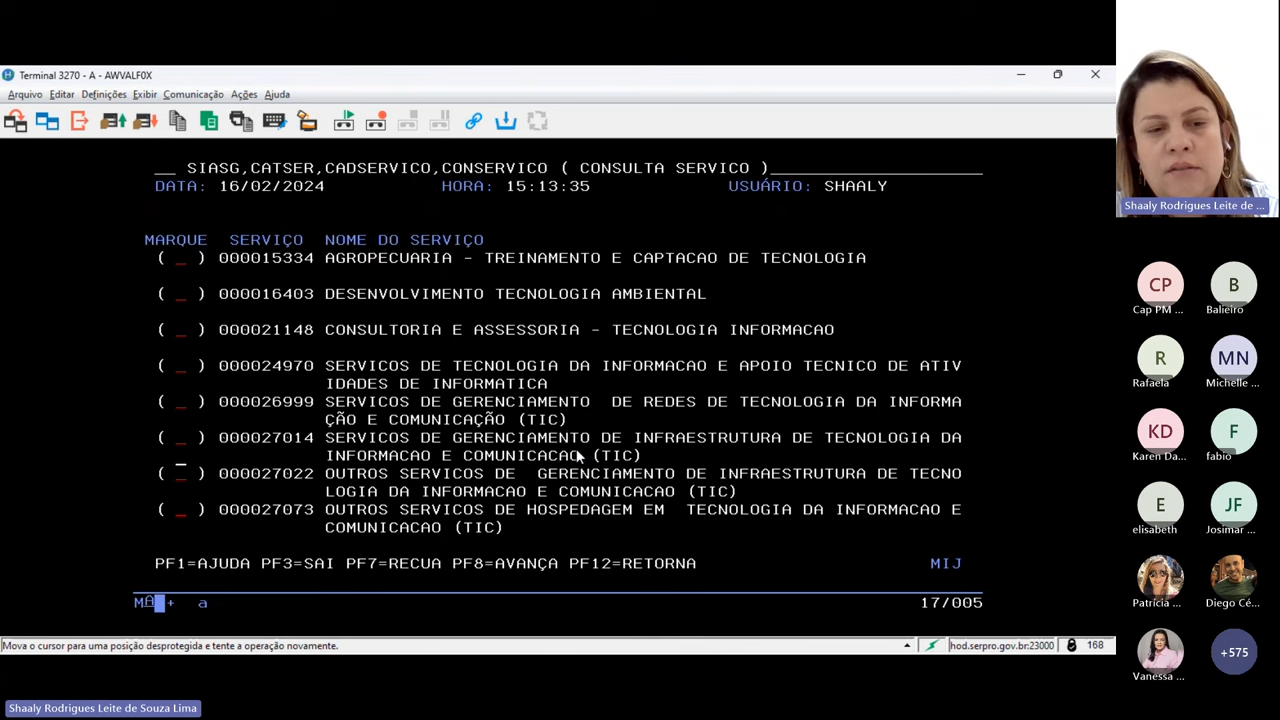 Terminal 3270 - A - AWVALF0X
Arquivo Editar Definições Exibir Comunicação Ações Ajuda
__ SIASG,CATSER,CADSERVICO,CONSERVICO ( CONSULTA SERVICO )____________________
DATA: 16/02/2024 HORA: 15:13:35 USUÁRIO: SHAALY
MARQUE SERVIÇO NOME DO SERVIÇO
( _ ) 000015334 AGROPECUARIA - TREINAMENTO E CAPTACAO DE TECNOLOGIA
( _ ) 000016403 DESENVOLVIMENTO TECNOLOGIA AMBIENTAL
( _ ) 000021148 CONSULTORIA E ASSESSORIA - TECNOLOGIA INFORMACAO
( _ ) 000024970 SERVICOS DE TECNOLOGIA DA INFORMACAO E APOIO TECNICO DE ATIV
IDADES DE INFORMATICA
( _ ) 000026999 SERVICOS DE GERENCIAMENTO DE REDES DE TECNOLOGIA DA INFORMA
ÇÃO E COMUNICAÇÃO (TIC)
( _ ) 000027014 SERVICOS DE GERENCIAMENTO DE INFRAESTRUTURA DE TECNOLOGIA DA
INFORMACAO E COMUNICACAO (TIC)
( _ ) 000027022 OUTROS SERVICOS DE GERENCIAMENTO DE INFRAESTRUTURA DE TECNO
LOGIA DA INFORMACAO E COMUNICACAO (TIC)
( _ ) 000027073 OUTROS SERVICOS DE HOSPEDAGEM EM TECNOLOGIA DA INFORMACAO E
COMUNICACAO (TIC)
PF1=AJUDA PF3=SAI PF7=RECUA PF8=AVANÇA PF12=RETORNA MIJ
MA + a 17/005
Mova o cursor para uma posição desprotegida e tente a operação novamente. hod.serpro.gov.br:23000 168
Shaaly Rodrigues Leite de Souza Lima
Shaaly Rodrigues Leite de ...
CP B
Cap PM ... Balieiro
R MN
Rafaela Michelle ...
KD F
Karen Da... fabio
E JF
elisabeth Josimar ...
Patrícia ... Diego Cé...
Vanessa ... +575